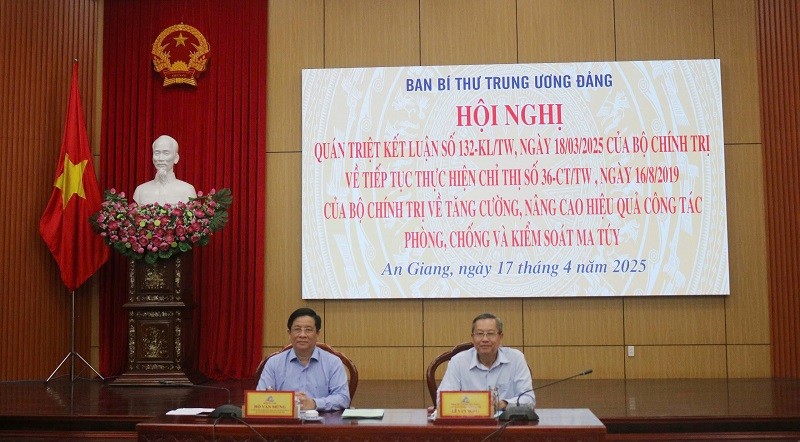 BAN BÍ THƯ TRUNG ƯƠNG ĐẢNG
HỘI NGHỊ
QUÁN TRIỆT KẾT LUẬN SỐ 132-KL/TW, NGÀY 18/03/2025 CỦA BỘ CHÍNH TRỊ
VỀ TIẾP TỤC THỰC HIỆN CHỈ THỊ SỐ 36-CT/TW , NGÀY 16/8/2019
CỦA BỘ CHÍNH TRỊ VỀ TĂNG CƯỜNG, NÂNG CAO HIỆU QUẢ CÔNG TÁC
PHÒNG, CHỐNG VÀ KIỂM SOÁT MA TÚY
An Giang, ngày 17 tháng 4 năm 2025
LÊ VĂN